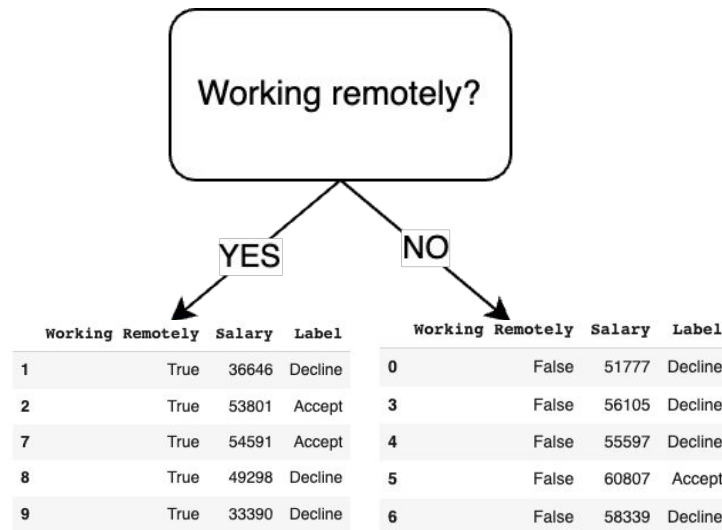 Working remotely?
YES
NO
Working Remotely Salary Label
1 True 36646 Decline
2 True 53801 Accept
7 True 54591 Accept
8 True 49298 Decline
9 True 33390 Decline
Working Remotely Salary Label
0 False 51777 Decline
3 False 56105 Decline
4 False 55597 Decline
5 False 60807 Accept
6 False 58339 Decline